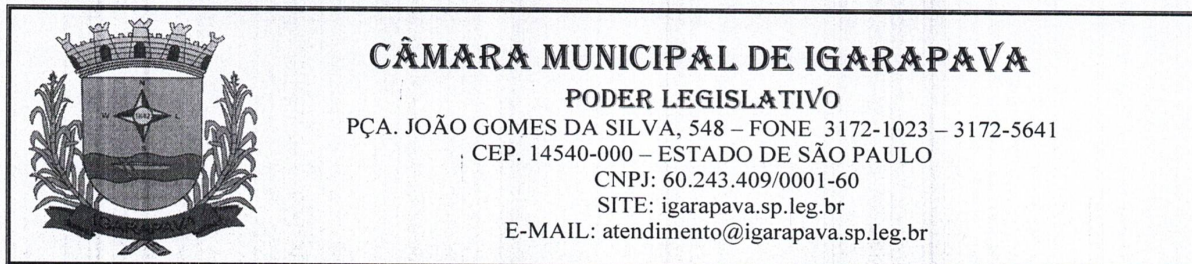 CÂMARA MUNICIPAL DE IGARAPAVA
PODER LEGISLATIVO
PÇA. JOÃO GOMES DA SILVA, 548 – FONE 3172-1023 – 3172-5641
CEP. 14540-000 – ESTADO DE SÃO PAULO
CNPJ: 60.243.409/0001-60
SITE: igarapava.sp.leg.br
E-MAIL: atendimento@igarapava.sp.leg.br
W
1842
L
IGARAPAVA